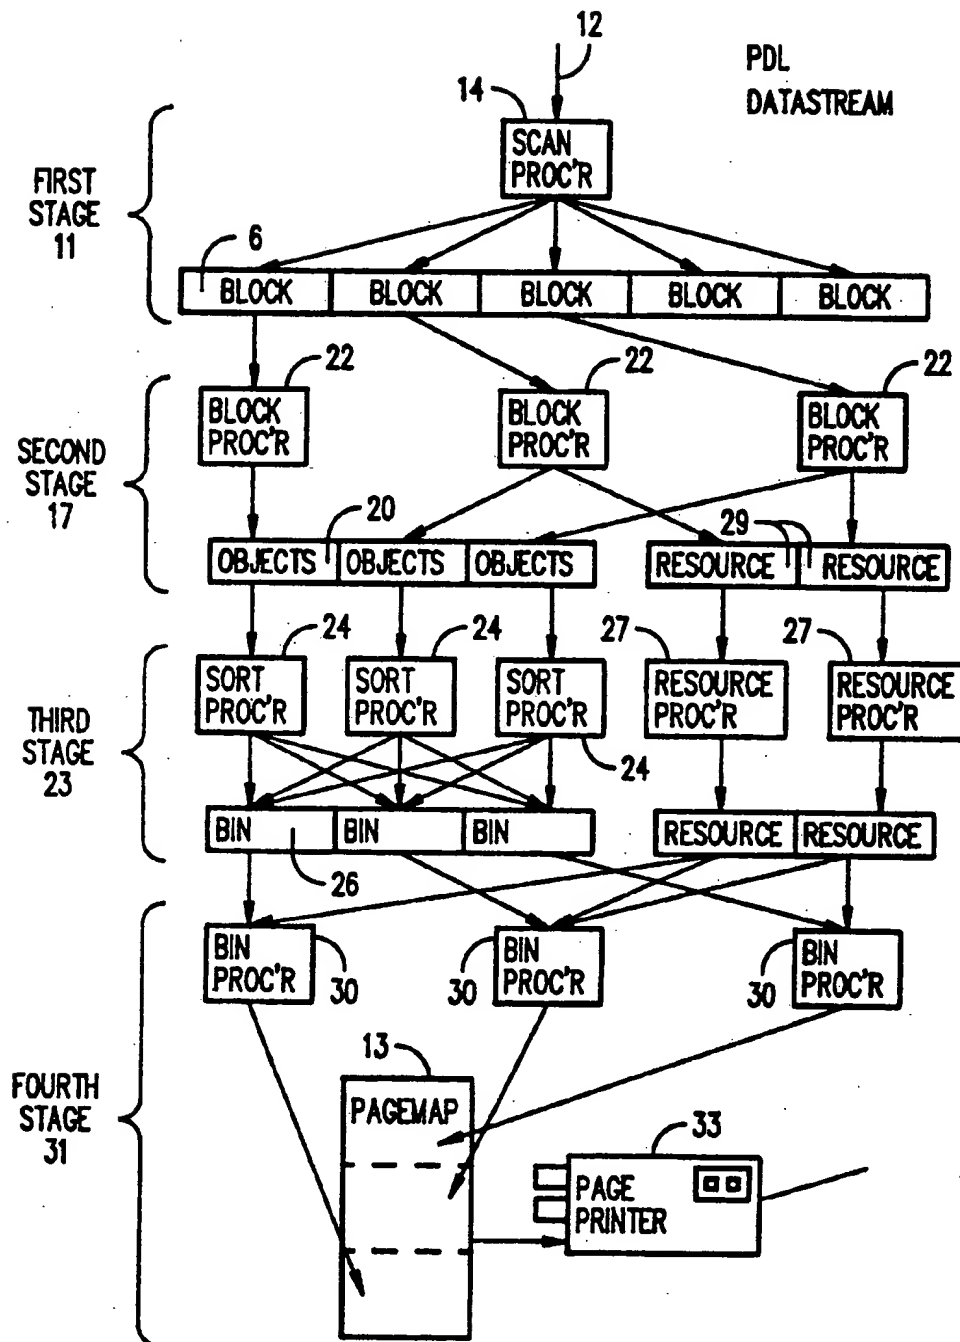 12
PDL
DATASTREAM
14
SCAN
PROC'R
FIRST
STAGE
11
6
BLOCK BLOCK BLOCK BLOCK BLOCK
22 22 22
BLOCK
PROC'R
BLOCK
PROC'R
BLOCK
PROC'R
SECOND
STAGE
17
20 29
OBJECTS OBJECTS OBJECTS RESOURCE RESOURCE
24 24 27 27
SORT
PROC'R
SORT
PROC'R
SORT
PROC'R
RESOURCE
PROC'R
RESOURCE
PROC'R
24
THIRD
STAGE
23
BIN BIN BIN RESOURCE RESOURCE
26
BIN
PROC'R
30
BIN
PROC'R
30
BIN
PROC'R
30
FOURTH
STAGE
31
13
PAGEMAP
33
PAGE
PRINTER